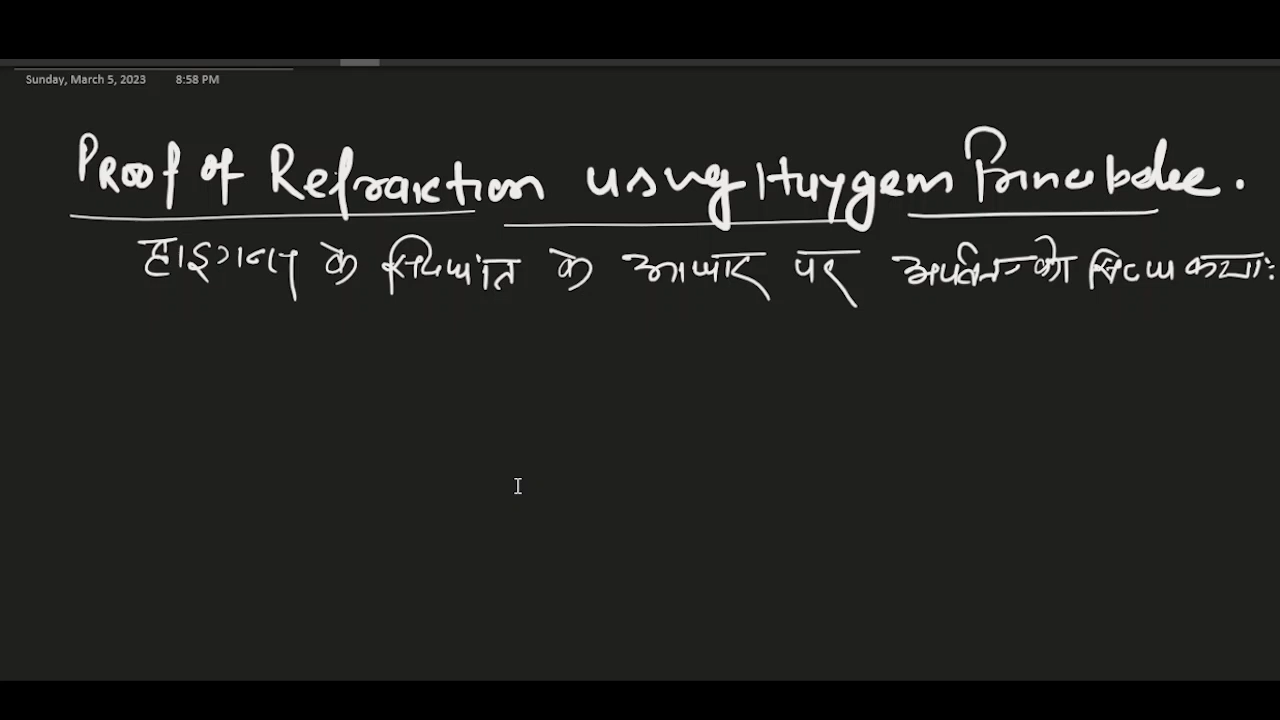 Sunday, March 5, 2023 8:58 PM
Proof of Refraction using Huygens Principle.
हाइगन्स के सिध्धांत के आधार पर अपवर्तन को सिध्ध करना: